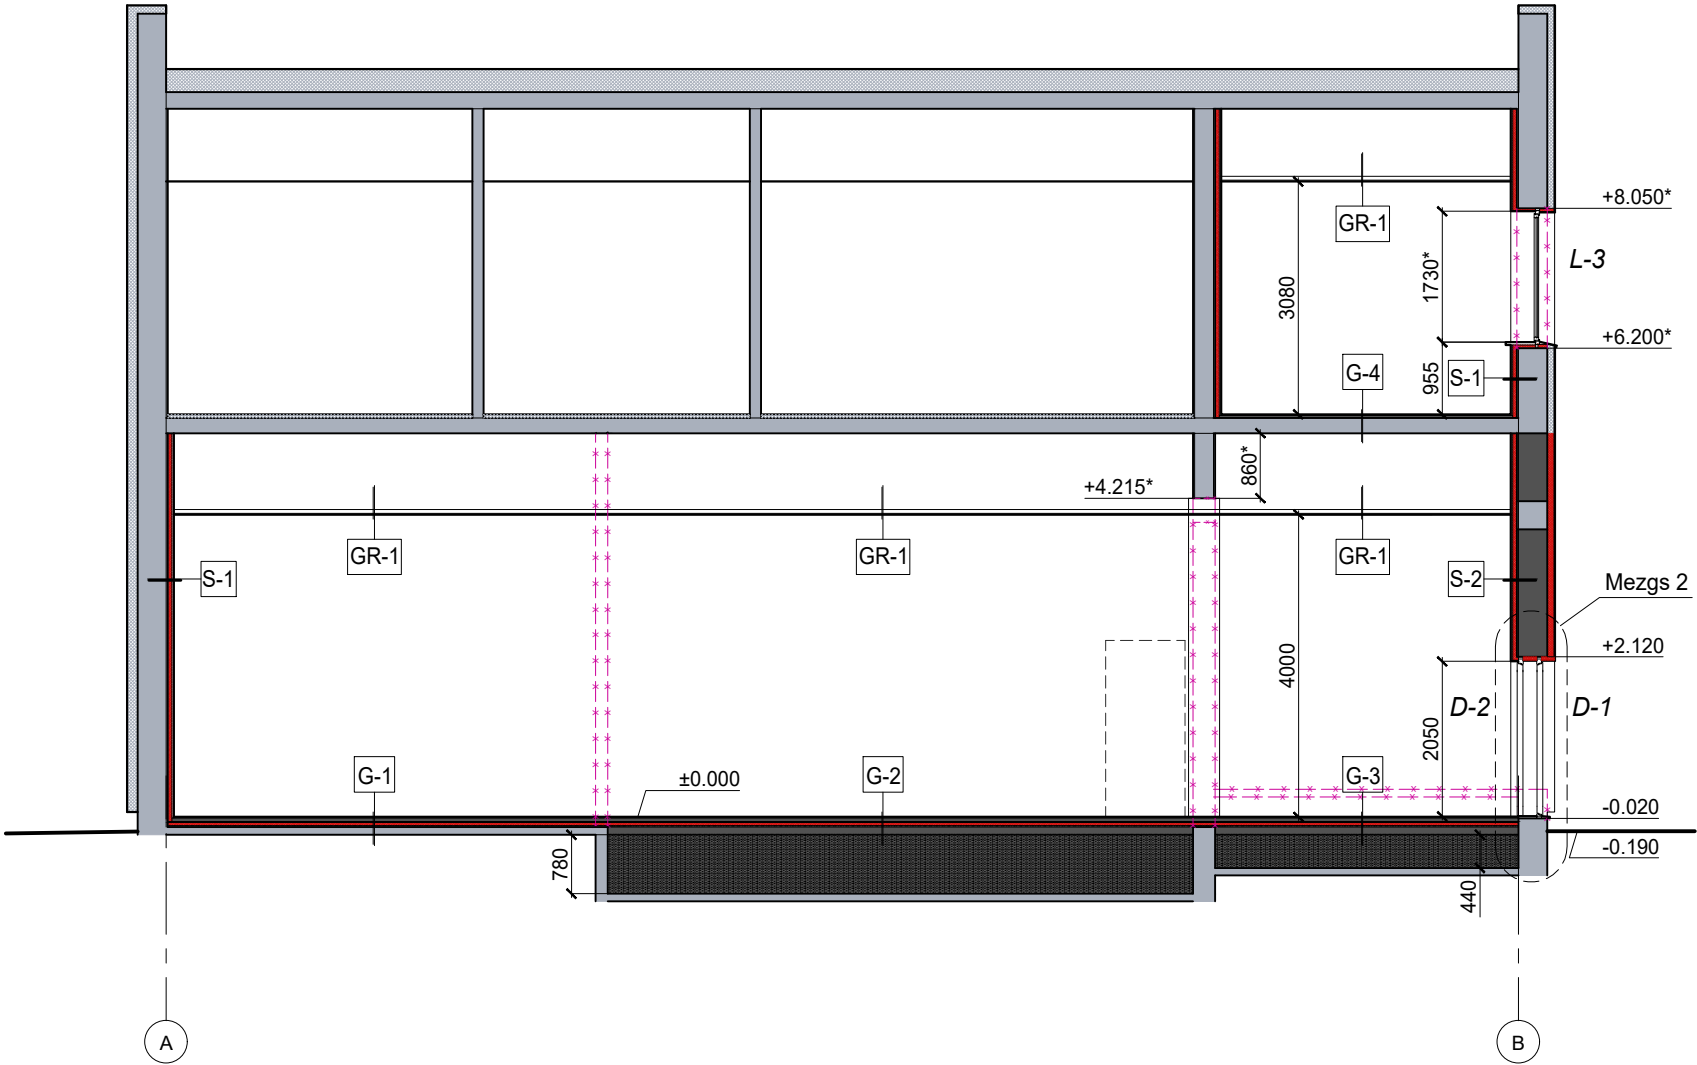 +8.050*
GR-1
L-3
1730*
3080
+6.200*
G-4
S-1
955
860*
+4.215*
GR-1
GR-1
GR-1
S-1
S-2
Mezgs 2
+2.120
4000
D-2
D-1
2050
G-1
±0.000
G-2
G-3
-0.020
-0.190
780
440
A
B